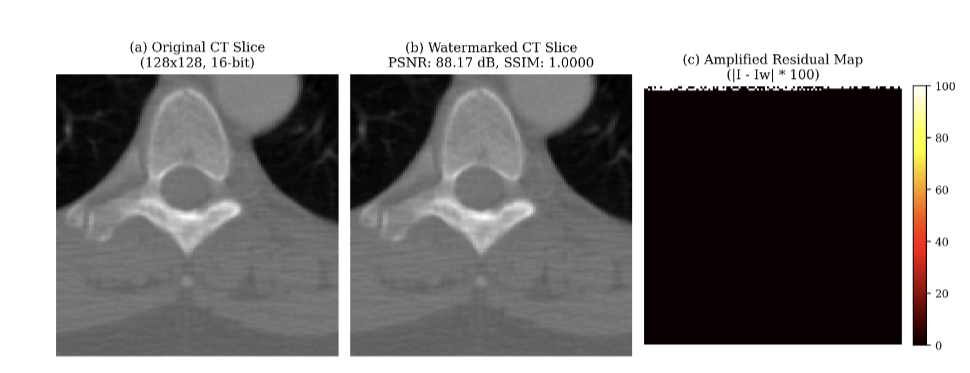 (a) Original CT Slice
(128x128, 16-bit)
(b) Watermarked CT Slice
PSNR: 88.17 dB, SSIM: 1.0000
(c) Amplified Residual Map
(|I - Iw| * 100)
100
80
60
40
20
0